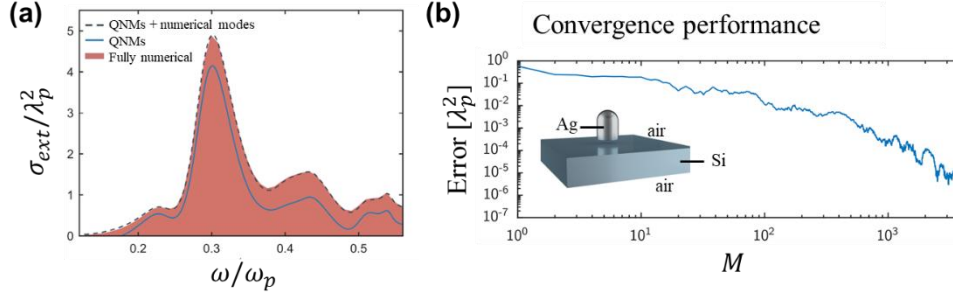 (a)
QNMs + numerical modes
QNMs
Fully numerical
σ_ext/λ_p^2
5
4
3
2
1
0
0.2
0.3
0.4
0.5
ω/ω_p
(b)
Convergence performance
Error [λ_p^2]
10^0
10^-1
10^-2
10^-3
10^-4
10^-5
10^-6
10^-7
Ag
air
Si
air
10^0
10^1
10^2
10^3
M